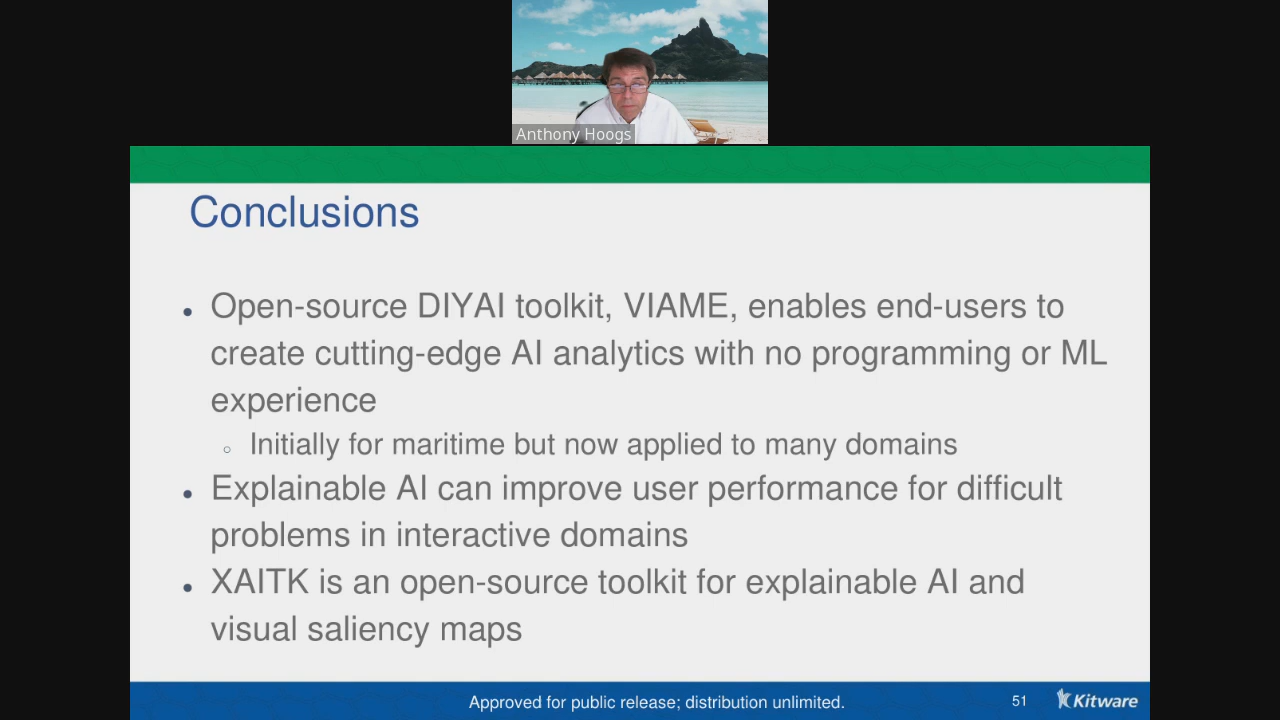 Anthony Hoogs
Conclusions
• Open-source DIYAI toolkit, VIAME, enables end-users to
create cutting-edge AI analytics with no programming or ML
experience
○ Initially for maritime but now applied to many domains
• Explainable AI can improve user performance for difficult
problems in interactive domains
• XAITK is an open-source toolkit for explainable AI and
visual saliency maps
Approved for public release; distribution unlimited.
51
Kitware